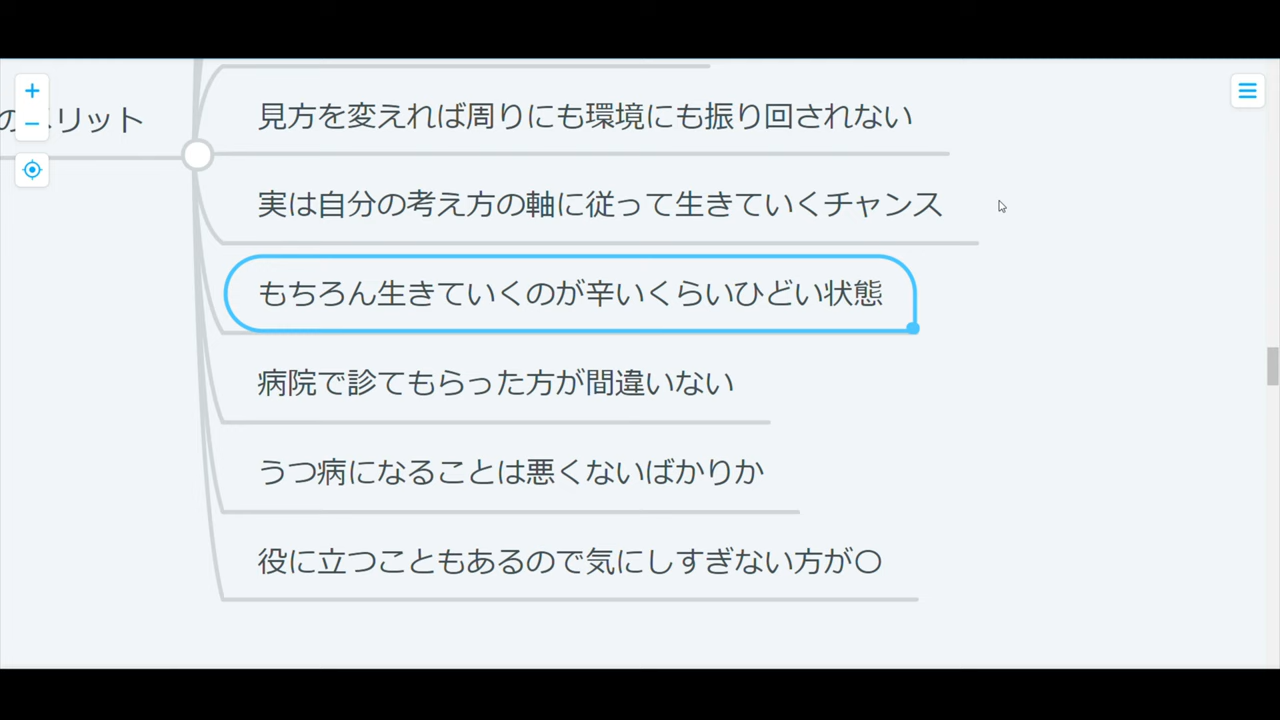 のメリット
見方を変えれば周りにも環境にも振り回されない
実は自分の考え方の軸に従って生きていくチャンス
もちろん生きていくのが辛いくらいひどい状態
病院で診てもらった方が間違いない
うつ病になることは悪くないばかりか
役に立つこともあるので気にしすぎない方が〇